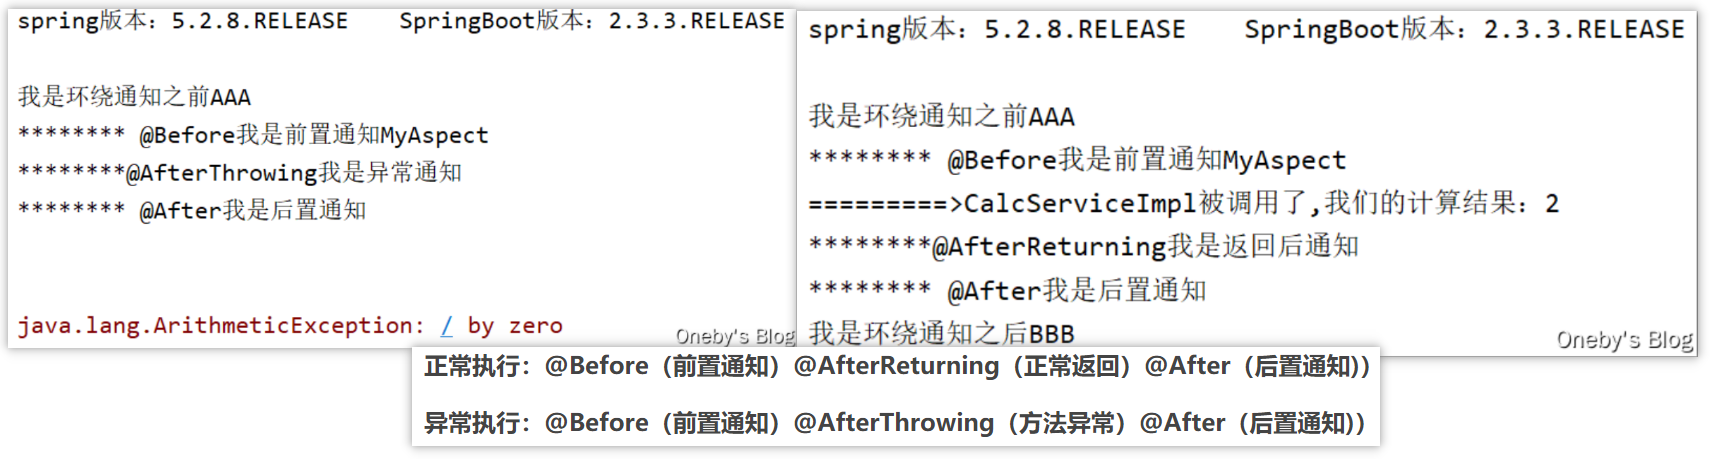 spring版本：5.2.8.RELEASE    SpringBoot版本：2.3.3.RELEASE
我是环绕通知之前AAA
******** @Before我是前置通知MyAspect
********@AfterThrowing我是异常通知
******** @After我是后置通知
java.lang.ArithmeticException: / by zero
Oneby's Blog
spring版本：5.2.8.RELEASE    SpringBoot版本：2.3.3.RELEASE
我是环绕通知之前AAA
******** @Before我是前置通知MyAspect
=========>CalcServiceImpl被调用了,我们的计算结果：2
********@AfterReturning我是返回后通知
******** @After我是后置通知
我是环绕通知之后BBB
Oneby's Blog
正常执行：@Before（前置通知）@AfterReturning（正常返回）@After（后置通知)）
异常执行：@Before（前置通知）@AfterThrowing（方法异常）@After（后置通知)）